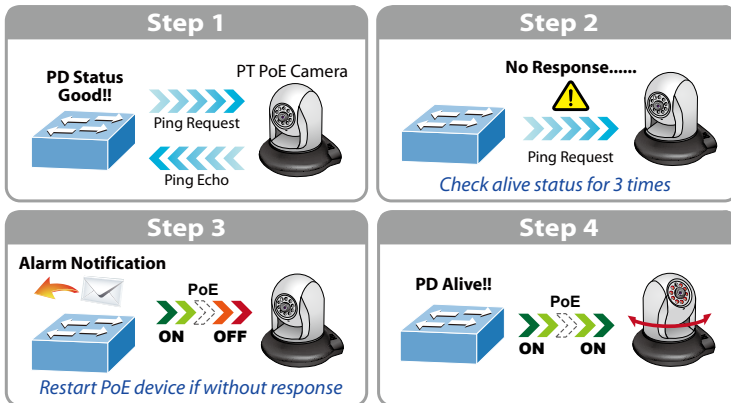 Step 1
PD Status
Good!!
PT PoE Camera
Ping Request
Ping Echo
Step 2
No Response......
Ping Request
Check alive status for 3 times
Step 3
Alarm Notification
PoE
ON
OFF
Restart PoE device if without response
Step 4
PD Alive!!
PoE
ON
ON